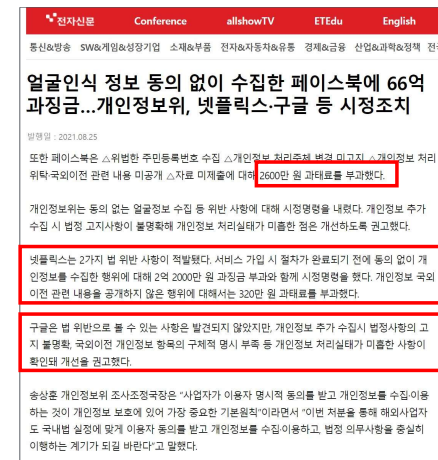 전자신문 Conference allshowTV ETEdu English
통신&방송 SW&게임&성장기업 소재&부품 전자&자동차&유통 경제&금융 산업&과학&정책
얼굴인식 정보 동의 없이 수집한 페이스북에 66억
과징금...개인정보위, 넷플릭스·구글 등 시정조치
발행일 : 2021.08.25
또한 페이스북은 △위법한 주민등록번호 수집 △개인정보 처리주체 변경 미고지 △개인정보 처리
위탁·국외이전 관련 내용 미공개 △자료 미제출에 대해 2600만 원 과태료를 부과했다.
개인정보위는 동의 없는 얼굴정보 수집 등 위반 사항에 대해 시정명령을 내렸다. 개인정보 추가
수집 시 법정 고지사항이 불명확해 개인정보 처리실태가 미흡한 점은 개선하도록 권고했다.
넷플릭스는 2가지 법 위반 사항이 적발됐다. 서비스 가입 시 절차가 완료되기 전에 동의 없이 개
인정보를 수집한 행위에 대해 2억 2000만 원 과징금 부과와 함께 시정명령을 했다. 개인정보 국외
이전 관련 내용을 공개하지 않은 행위에 대해서는 320만 원 과태료를 부과했다.
구글은 법 위반으로 볼 수 있는 사항은 발견되지 않았지만, 개인정보 추가 수집시 법정사항의 고
지 불명확, 국외이전 개인정보 항목의 구체적 명시 부족 등 개인정보 처리실태가 미흡한 사항이
확인돼 개선을 권고했다.
송상훈 개인정보위 조사조정국장은 "사업자가 이용자 명시적 동의를 받고 개인정보를 수집·이용
하는 것이 개인정보 보호에 있어 가장 중요한 기본원칙"이라면서 "이번 처분을 통해 해외사업자
도 국내법 실정에 맞게 이용자 동의를 받고 개인정보를 수집·이용하고, 법정 의무사항을 충실히
이행하는 계기가 되길 바란다"고 말했다.